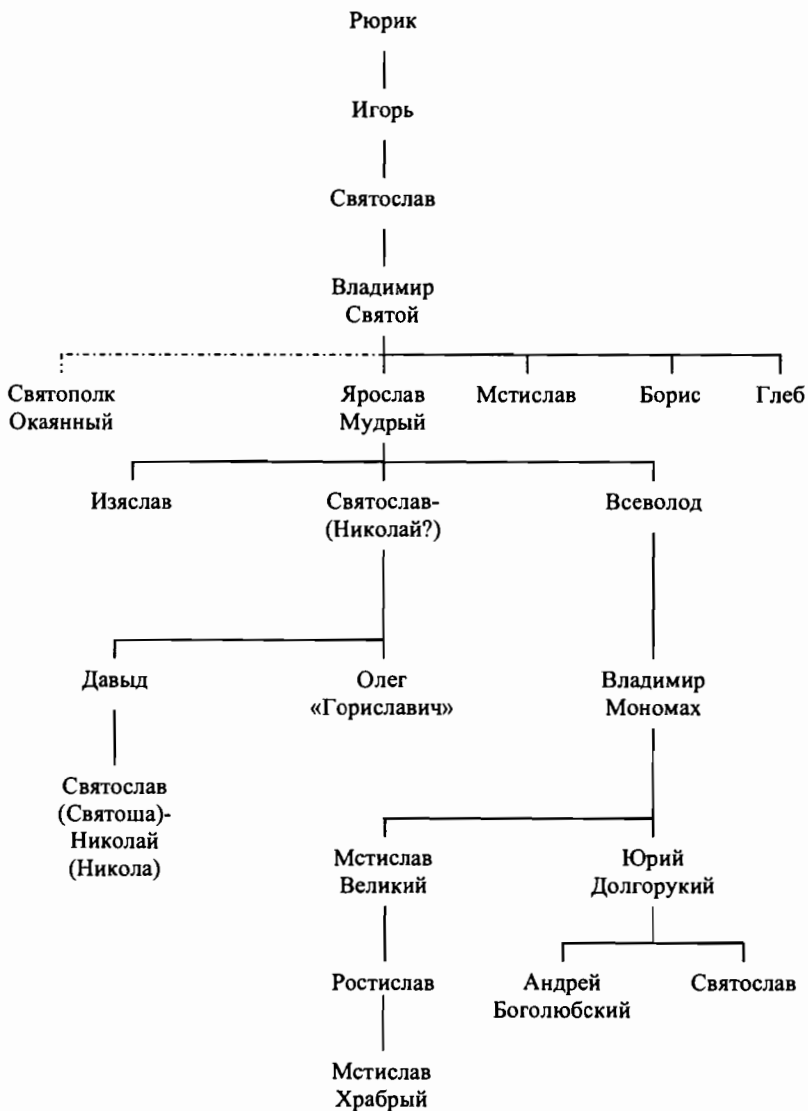 Рюрик
Игорь
Святослав
Владимир
Святой
Святополк
Окаянный
Ярослав
Мудрый
Мстислав
Борис
Глеб
Изяслав
Святослав-
(Николай?)
Всеволод
Давыд
Олег
«Гориславич»
Владимир
Мономах
Святослав
(Святоша)-
Николай
(Никола)
Мстислав
Великий
Юрий
Долгорукий
Ростислав
Андрей
Боголюбский
Святослав
Мстислав
Храбрый